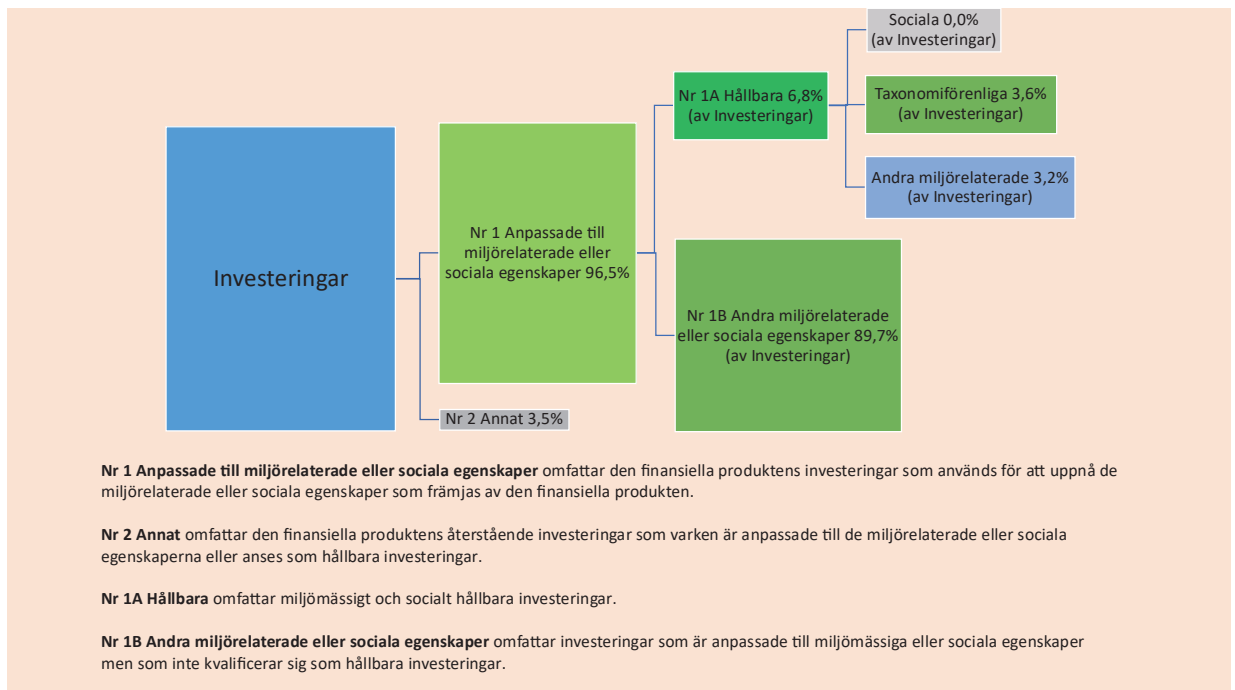 Sociala 0,0%
(av Investeringar)
Nr 1A Hållbara 6,8%
(av Investeringar)
Taxonomiförenliga 3,6%
(av Investeringar)
Andra miljörelaterade 3,2%
(av Investeringar)
Investeringar
Nr 1 Anpassade till
miljörelaterade eller
sociala egenskaper 96,5%
Nr 1B Andra miljörelaterade
eller sociala egenskaper 89,7%
(av Investeringar)
Nr 2 Annat 3,5%
Nr 1 Anpassade till miljörelaterade eller sociala egenskaper omfattar den finansiella produktens investeringar som används för att uppnå de
miljörelaterade eller sociala egenskaper som främjas av den finansiella produkten.
Nr 2 Annat omfattar den finansiella produktens återstående investeringar som varken är anpassade till de miljörelaterade eller sociala
egenskaperna eller anses som hållbara investeringar.
Nr 1A Hållbara omfattar miljömässigt och socialt hållbara investeringar.
Nr 1B Andra miljörelaterade eller sociala egenskaper omfattar investeringar som är anpassade till miljömässiga eller sociala egenskaper
men som inte kvalificerar sig som hållbara investeringar.